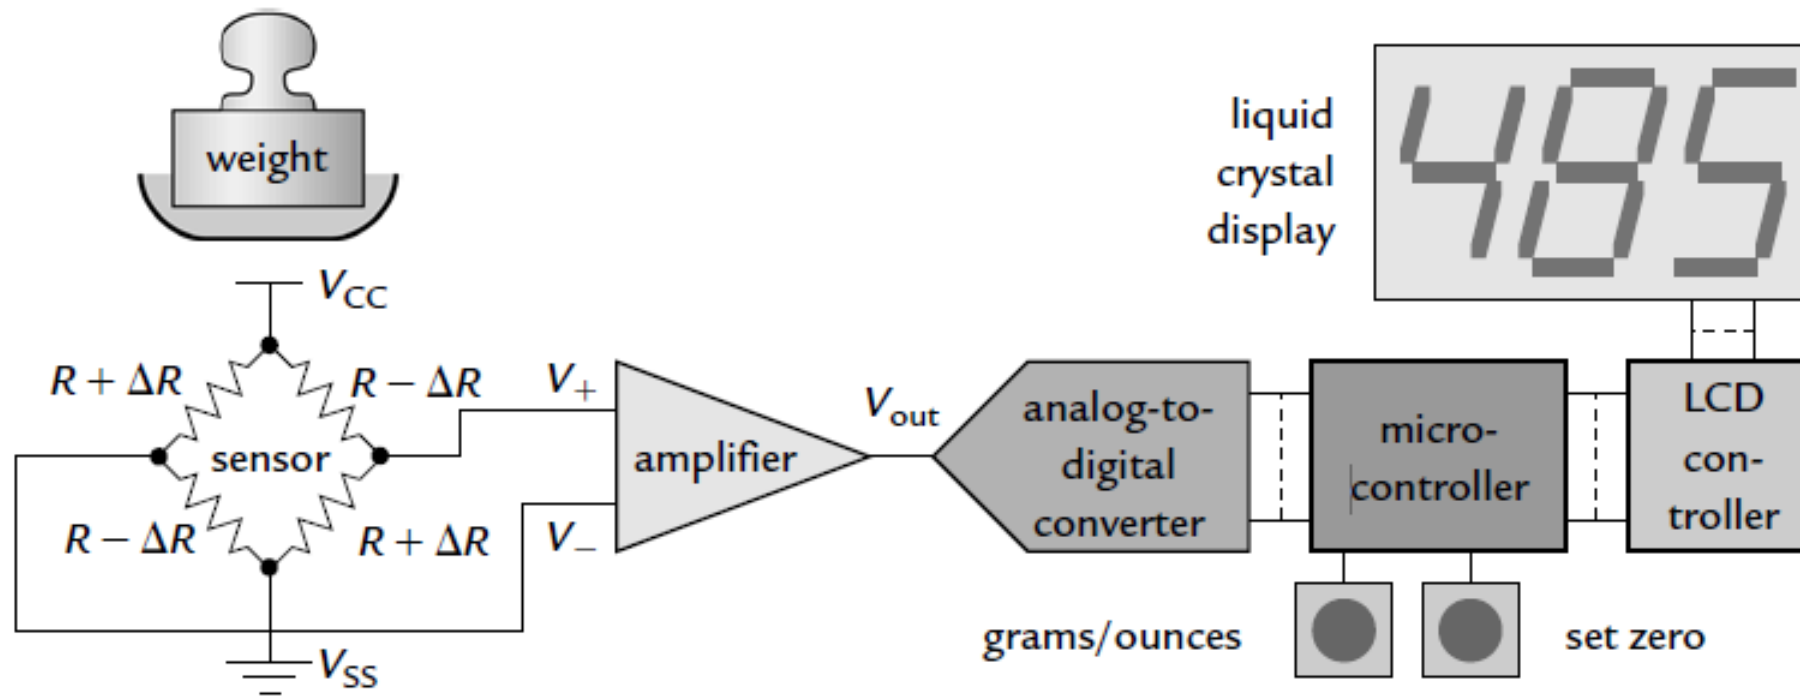 weight
liquid
crystal
display
485
V_CC
R + ΔR
R − ΔR
sensor
R − ΔR
R + ΔR
V_SS
V_+
V_−
amplifier
V_out
analog-to-
digital
converter
micro-
controller
LCD
con-
troller
grams/ounces
set zero